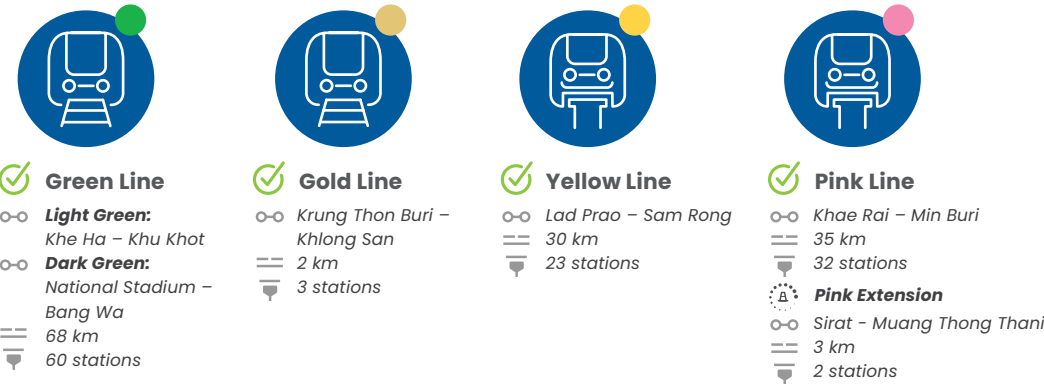 Green Line
Light Green:
Khe Ha – Khu Khot
Dark Green:
National Stadium –
Bang Wa
68 km
60 stations
Gold Line
Krung Thon Buri –
Khlong San
2 km
3 stations
Yellow Line
Lad Prao – Sam Rong
30 km
23 stations
Pink Line
Khae Rai – Min Buri
35 km
32 stations
Pink Extension
Sirat - Muang Thong Thani
3 km
2 stations